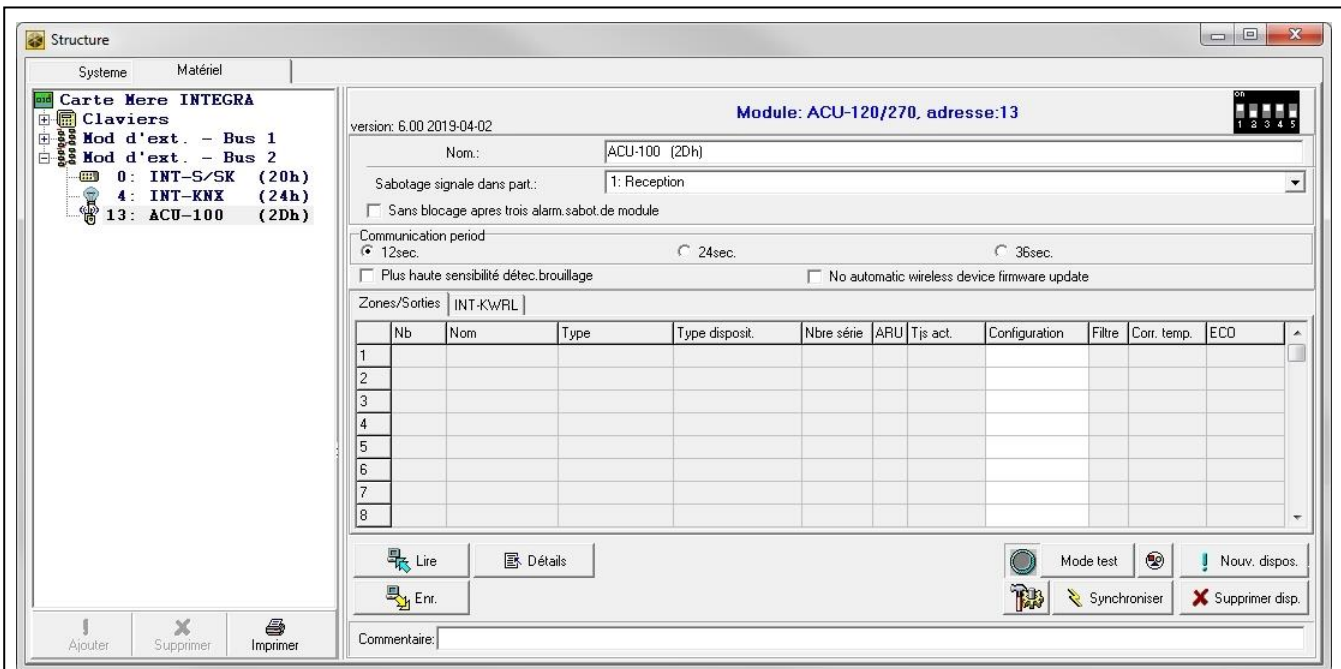 Structure
Systeme Matériel
Carte Mere INTEGRA
Claviers
Mod d'ext. - Bus 1
Mod d'ext. - Bus 2
0: INT-S/SK (20h)
4: INT-KNX (24h)
13: ACU-100 (2Dh)
Ajouter Supprimer Imprimer
version: 6.00 2019-04-02
Module: ACU-120/270, adresse:13
on
1 2 3 4 5
Nom.: ACU-100 (2Dh)
Sabotage signale dans part.: 1: Reception
Sans blocage apres trois alarm.sabot.de module
Communication period
12sec. 24sec. 36sec.
Plus haute sensibilité détec.brouillage No automatic wireless device firmware update
Zones/Sorties INT-KWRL
Nb Nom Type Type disposit. Nbre série ARU Tjs act. Configuration Filtre Corr. temp. ECO
1
2
3
4
5
6
7
8
Lire Détails Mode test Nouv. dispos.
Enr. Synchroniser Supprimer disp.
Commentaire: